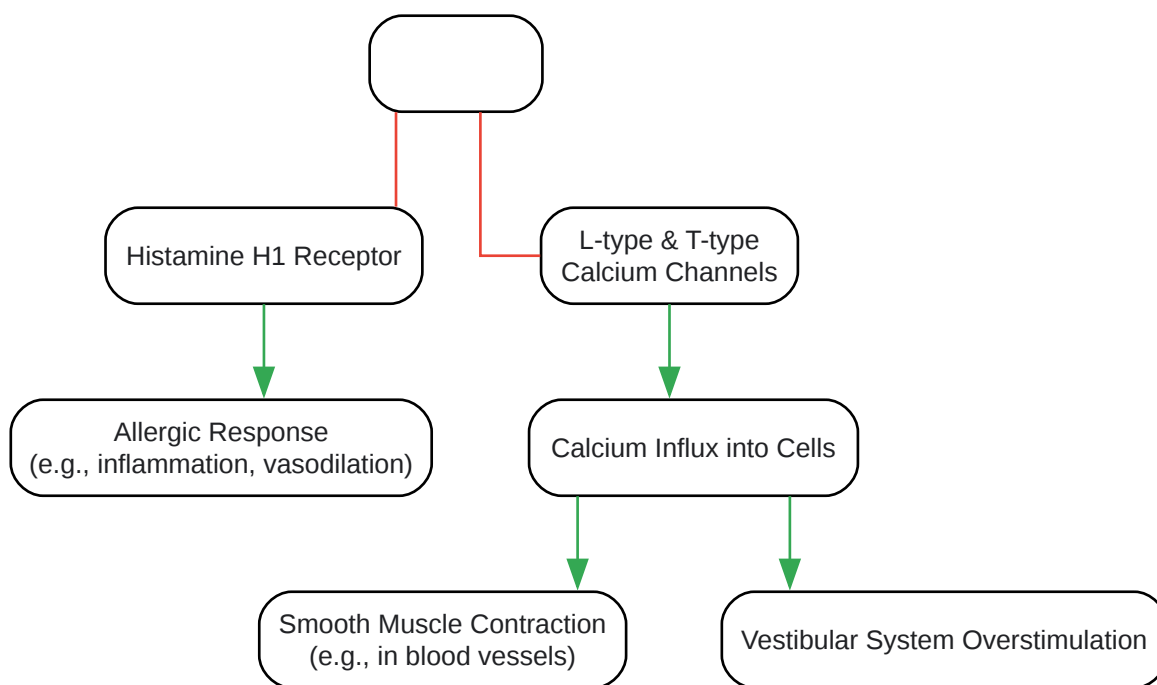 Histamine H1 Receptor
L-type & T-type
Calcium Channels
Allergic Response
(e.g., inflammation, vasodilation)
Calcium Influx into Cells
Smooth Muscle Contraction
(e.g., in blood vessels)
Vestibular System Overstimulation